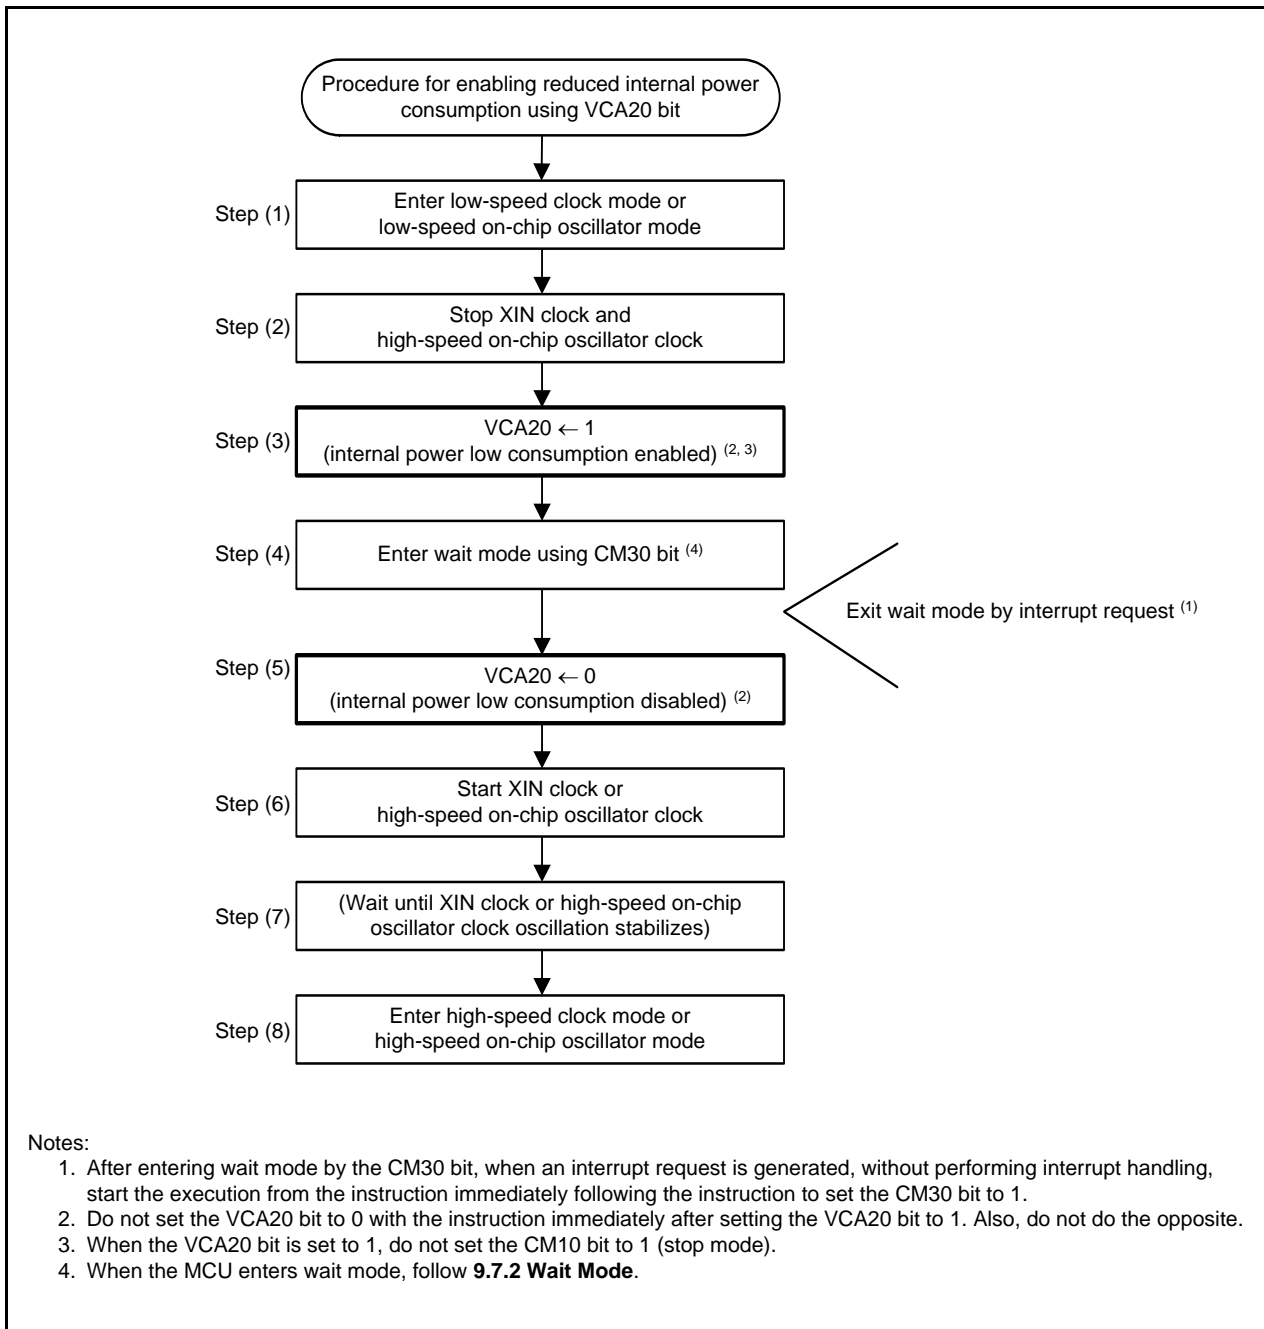 Procedure for enabling reduced internal power
consumption using VCA20 bit
Step (1)
Enter low-speed clock mode or
low-speed on-chip oscillator mode
Step (2)
Stop XIN clock and
high-speed on-chip oscillator clock
Step (3)
VCA20 ← 1
(internal power low consumption enabled) (2, 3)
Step (4)
Enter wait mode using CM30 bit (4)
Exit wait mode by interrupt request (1)
Step (5)
VCA20 ← 0
(internal power low consumption disabled) (2)
Step (6)
Start XIN clock or
high-speed on-chip oscillator clock
Step (7)
(Wait until XIN clock or high-speed on-chip
oscillator clock oscillation stabilizes)
Step (8)
Enter high-speed clock mode or
high-speed on-chip oscillator mode
Notes:
1. After entering wait mode by the CM30 bit, when an interrupt request is generated, without performing interrupt handling,
start the execution from the instruction immediately following the instruction to set the CM30 bit to 1.
2. Do not set the VCA20 bit to 0 with the instruction immediately after setting the VCA20 bit to 1. Also, do not do the opposite.
3. When the VCA20 bit is set to 1, do not set the CM10 bit to 1 (stop mode).
4. When the MCU enters wait mode, follow 9.7.2 Wait Mode.